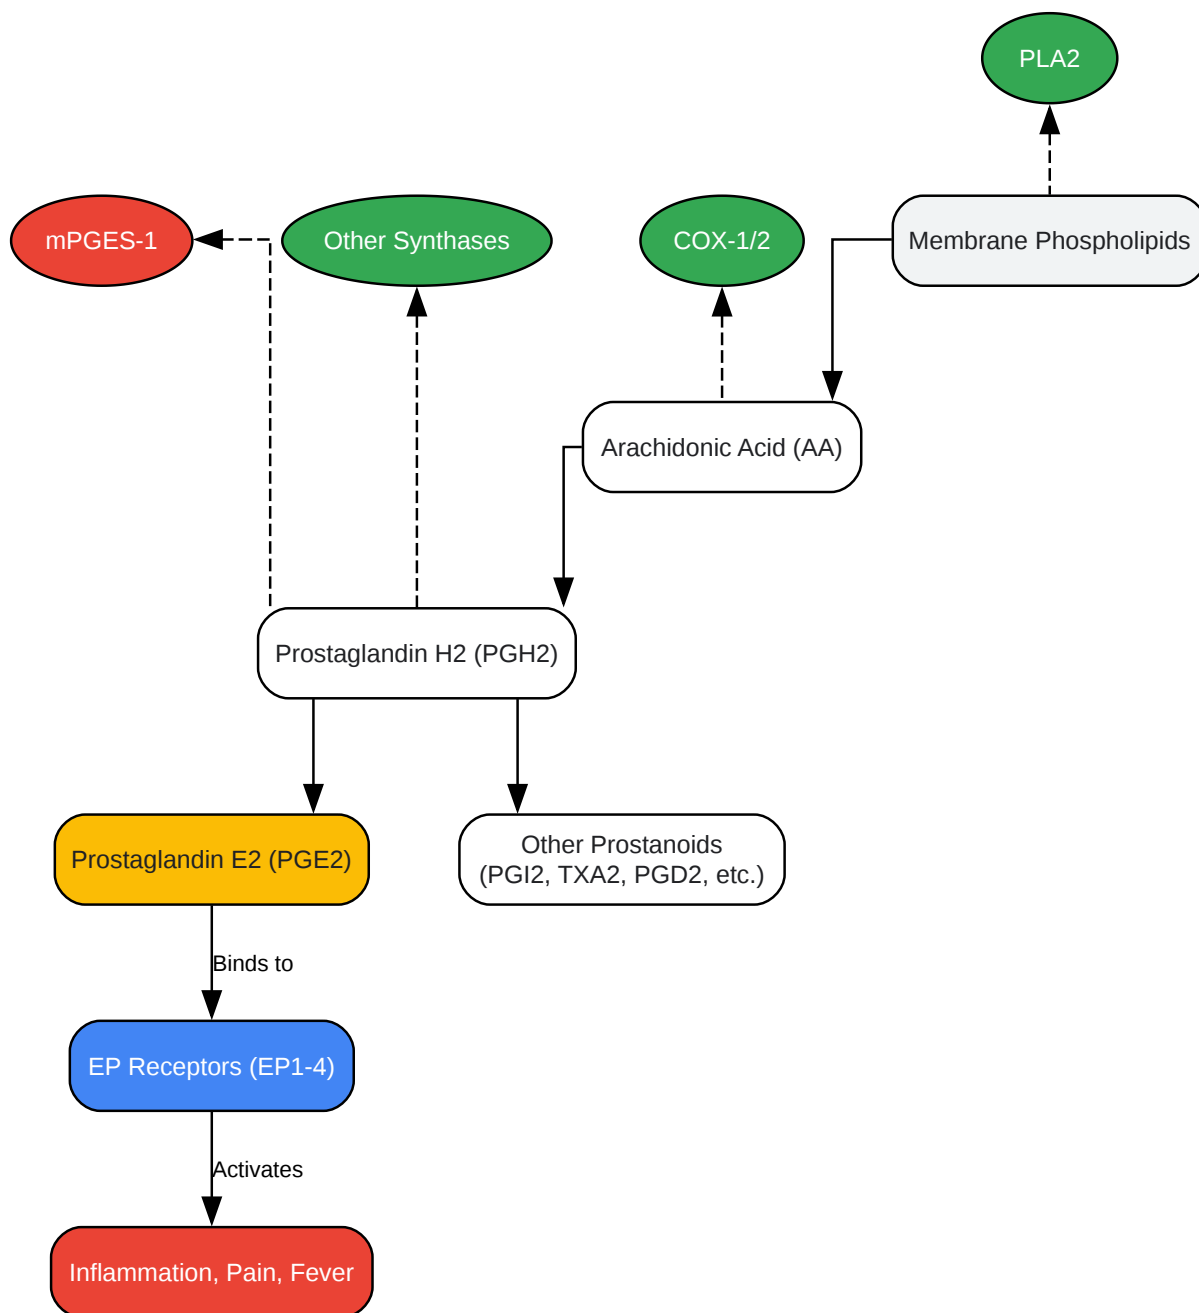 PLA2
mPGES-1
Other Synthases
COX-1/2
Membrane Phospholipids
Arachidonic Acid (AA)
Prostaglandin H2 (PGH2)
Prostaglandin E2 (PGE2)
Other Prostanoids
(PGI2, TXA2, PGD2, etc.)
Binds to
EP Receptors (EP1-4)
Activates
Inflammation, Pain, Fever